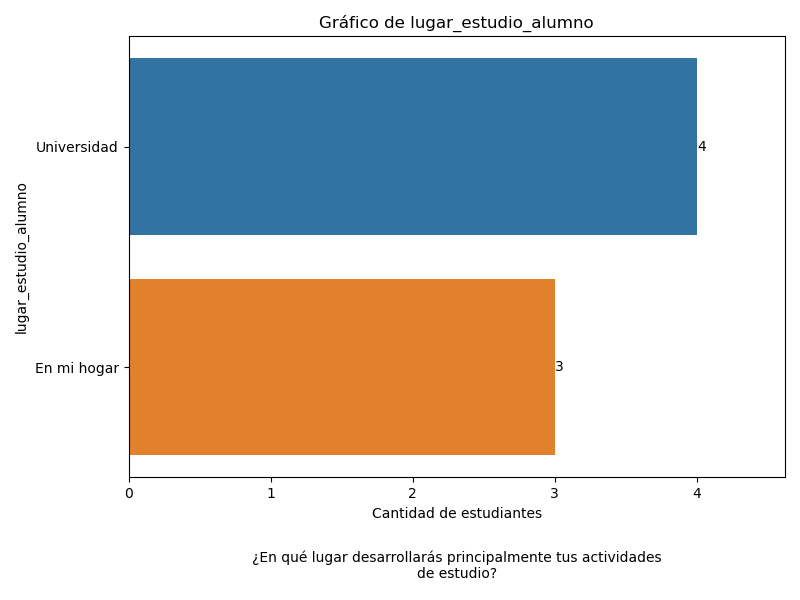 Gráfico de lugar_estudio_alumno
lugar_estudio_alumno
Universidad
4
En mi hogar
3
0 1 2 3 4
Cantidad de estudiantes
¿En qué lugar desarrollarás principalmente tus actividades
de estudio?